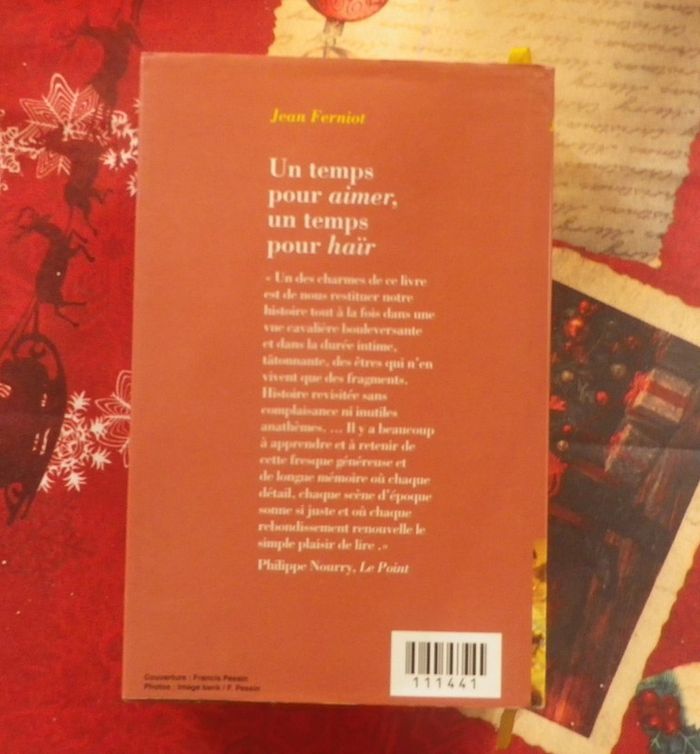 Jean Ferniot
Un temps
pour aimer,
un temps
pour haïr
« Un des charmes de ce livre
est de nous restituer notre
histoire tout à la fois dans une
vue cavalière bouleversante
et dans la durée intime,
tâtonnante, des êtres qui n'en
vivent que des fragments.
Histoire revisitée sans
complaisance ni inutiles
anathèmes. ... Il y a beaucoup
à apprendre et à retenir de
cette fresque généreuse et
de longue mémoire où chaque
détail, chaque scène d'époque
sonne si juste et où chaque
rebondissement renouvelle le
simple plaisir de lire .»
Philippe Nourry, Le Point
Couverture : Francis Pessin
Photos : Image bank / F. Pessin
111441